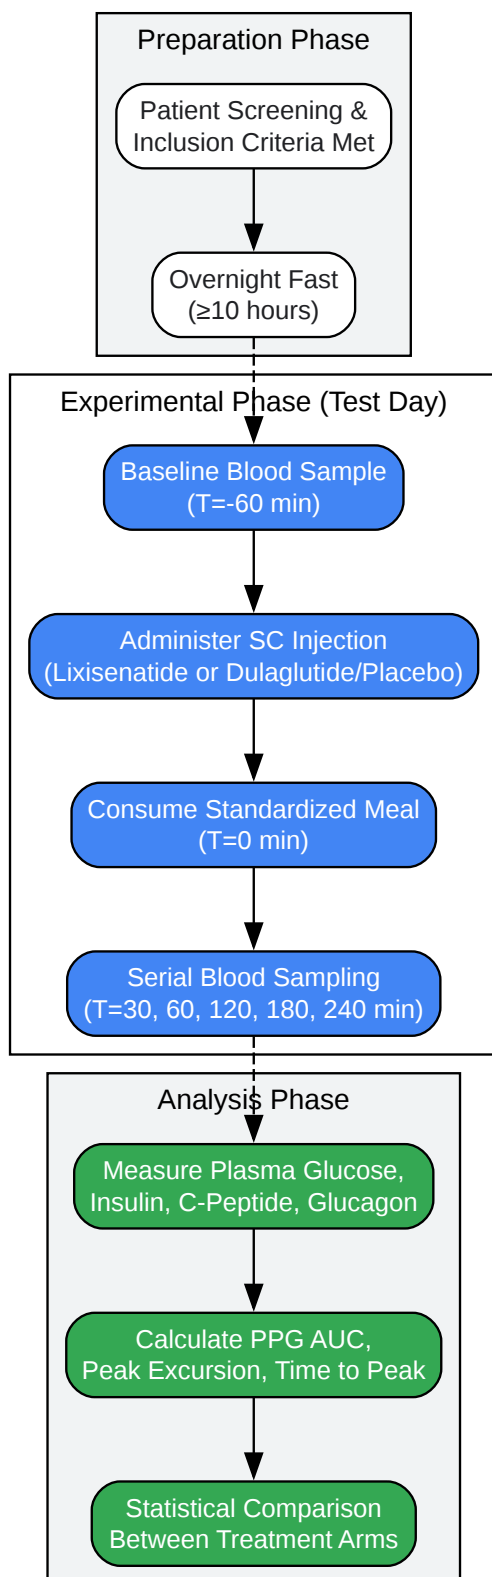 Preparation Phase
Patient Screening &
Inclusion Criteria Met
Overnight Fast
(≥10 hours)
Experimental Phase (Test Day)
Baseline Blood Sample
(T=-60 min)
Administer SC Injection
(Lixisenatide or Dulaglutide/Placebo)
Consume Standardized Meal
(T=0 min)
Serial Blood Sampling
(T=30, 60, 120, 180, 240 min)
Analysis Phase
Measure Plasma Glucose,
Insulin, C-Peptide, Glucagon
Calculate PPG AUC,
Peak Excursion, Time to Peak
Statistical Comparison
Between Treatment Arms